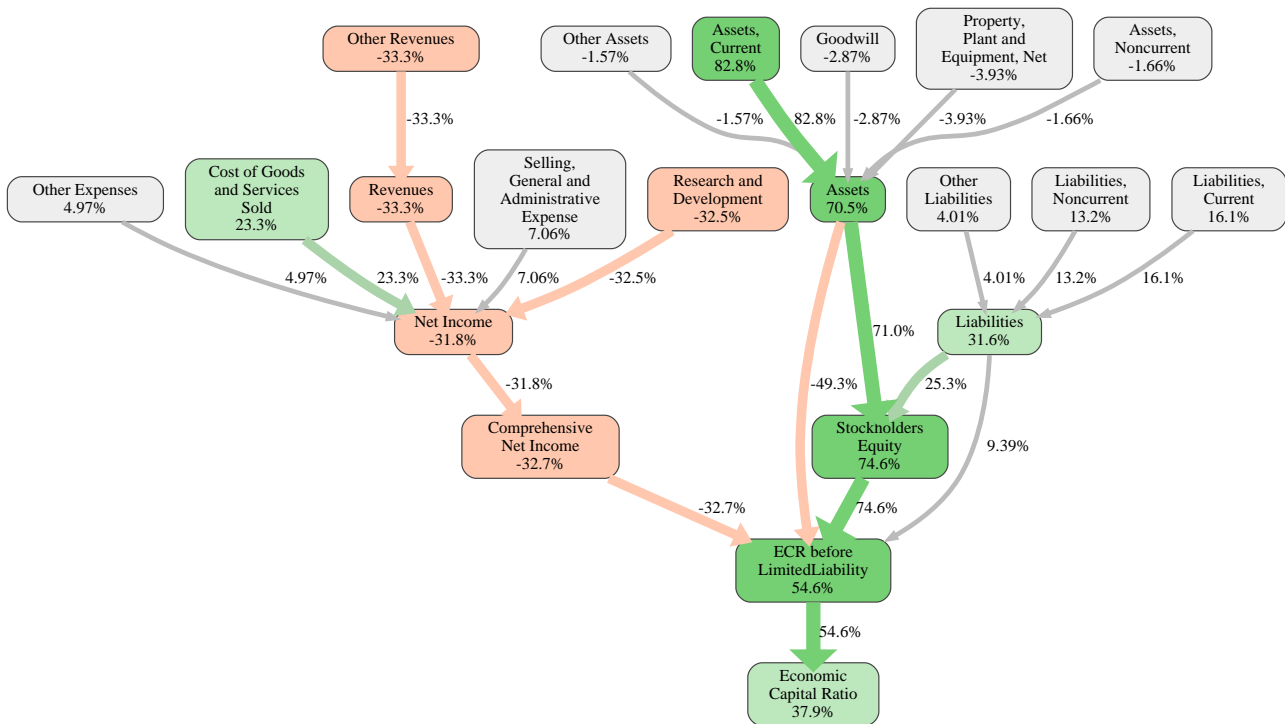 Other Revenues
-33.3%
Other Assets
-1.57%
Assets,
Current
82.8%
Goodwill
-2.87%
Property,
Plant and
Equipment, Net
-3.93%
Assets,
Noncurrent
-1.66%
-33.3%
-1.57%
82.8%
-2.87%
-3.93%
-1.66%
Other Expenses
4.97%
Cost of Goods
and Services
Sold
23.3%
Revenues
-33.3%
Selling,
General and
Administrative
Expense
7.06%
Research and
Development
-32.5%
Assets
70.5%
Other
Liabilities
4.01%
Liabilities,
Noncurrent
13.2%
Liabilities,
Current
16.1%
4.97%
23.3%
-33.3%
7.06%
-32.5%
4.01%
13.2%
16.1%
Net Income
-31.8%
71.0%
Liabilities
31.6%
-31.8%
-49.3%
25.3%
Comprehensive
Net Income
-32.7%
Stockholders
Equity
74.6%
9.39%
-32.7%
74.6%
ECR before
LimitedLiability
54.6%
54.6%
Economic
Capital Ratio
37.9%